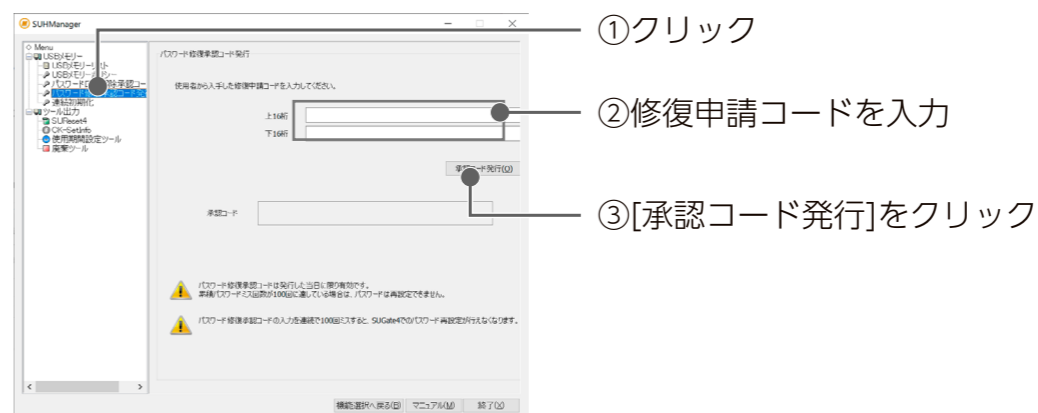 SUHManager
①クリック
Menu
USBメモリー
USBメモリーリスト
USBメモリーポリシー
連続初期化
ツール出力
SUReset4
CK-SetInfo
使用期間設定ツール
廃棄ツール
パスワード修復承認コード発行
使用者から入手した修復申請コードを入力してください。
上16桁
②修復申請コードを入力
下16桁
承認コード発行(O)
③[承認コード発行]をクリック
承認コード
パスワード修復承認コードは発行した当日に限り有効です。
累積パスワードミス回数が100回に達している場合は、パスワードは再設定できません。
パスワード修復承認コードの入力を連続で100回ミスすると、SUGate4でのパスワード再設定が行えなくなります。
機能選択へ戻る(B) マニュアル(M) 終了(X)